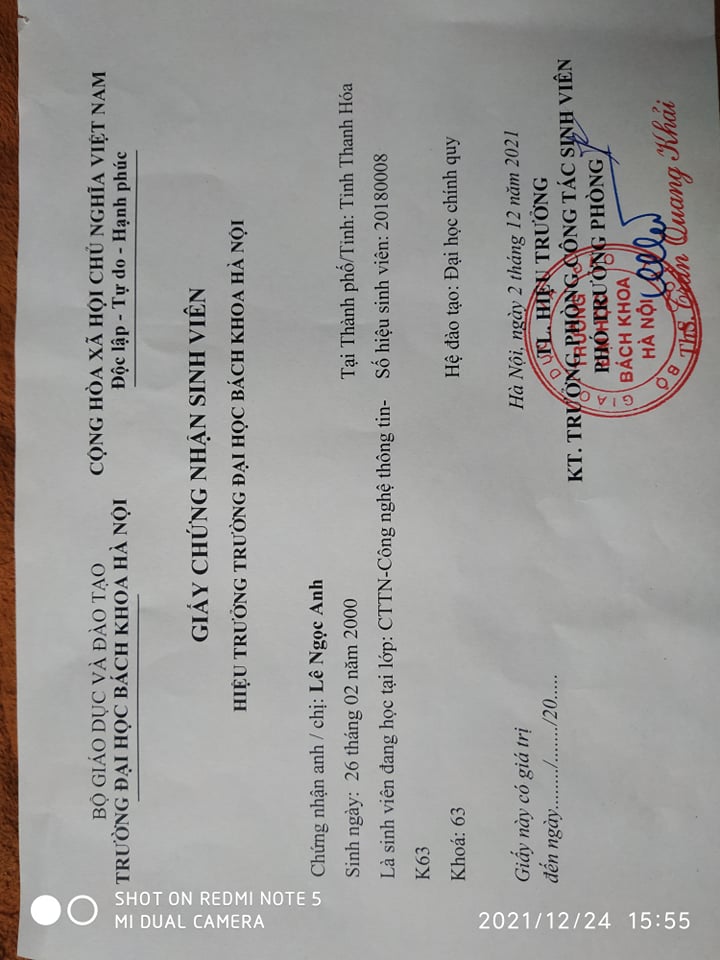 BỘ GIÁO DỤC VÀ ĐÀO TẠO
TRƯỜNG ĐẠI HỌC BÁCH KHOA HÀ NỘI
CỘNG HÒA XÃ HỘI CHỦ NGHĨA VIỆT NAM
Độc lập - Tự do - Hạnh phúc
GIẤY CHỨNG NHẬN SINH VIÊN
HIỆU TRƯỞNG TRƯỜNG ĐẠI HỌC BÁCH KHOA HÀ NỘI
Chứng nhận anh / chị: Lê Ngọc Anh
Sinh ngày: 26 tháng 02 năm 2000 Tại Thành phố/Tỉnh: Tỉnh Thanh Hóa
Là sinh viên đang học tại lớp: CTTN-Công nghệ thông tin- Số hiệu sinh viên: 20180008
K63
Khoá: 63 Hệ đào tạo: Đại học chính quy
Giấy này có giá trị
đến ngày......../......./20.....
Hà Nội, ngày 2 tháng 12 năm 2021
TL. HIỆU TRƯỞNG
KT. TRƯỞNG PHÒNG CÔNG TÁC SINH VIÊN
PHÓ TRƯỞNG PHÒNG
BỘ GIÁO DỤC
TRƯỜNG
ĐẠI HỌC
BÁCH KHOA
HÀ NỘI
ThS. Trần Quang Khải
SHOT ON REDMI NOTE 5
MI DUAL CAMERA
2021/12/24 15:55